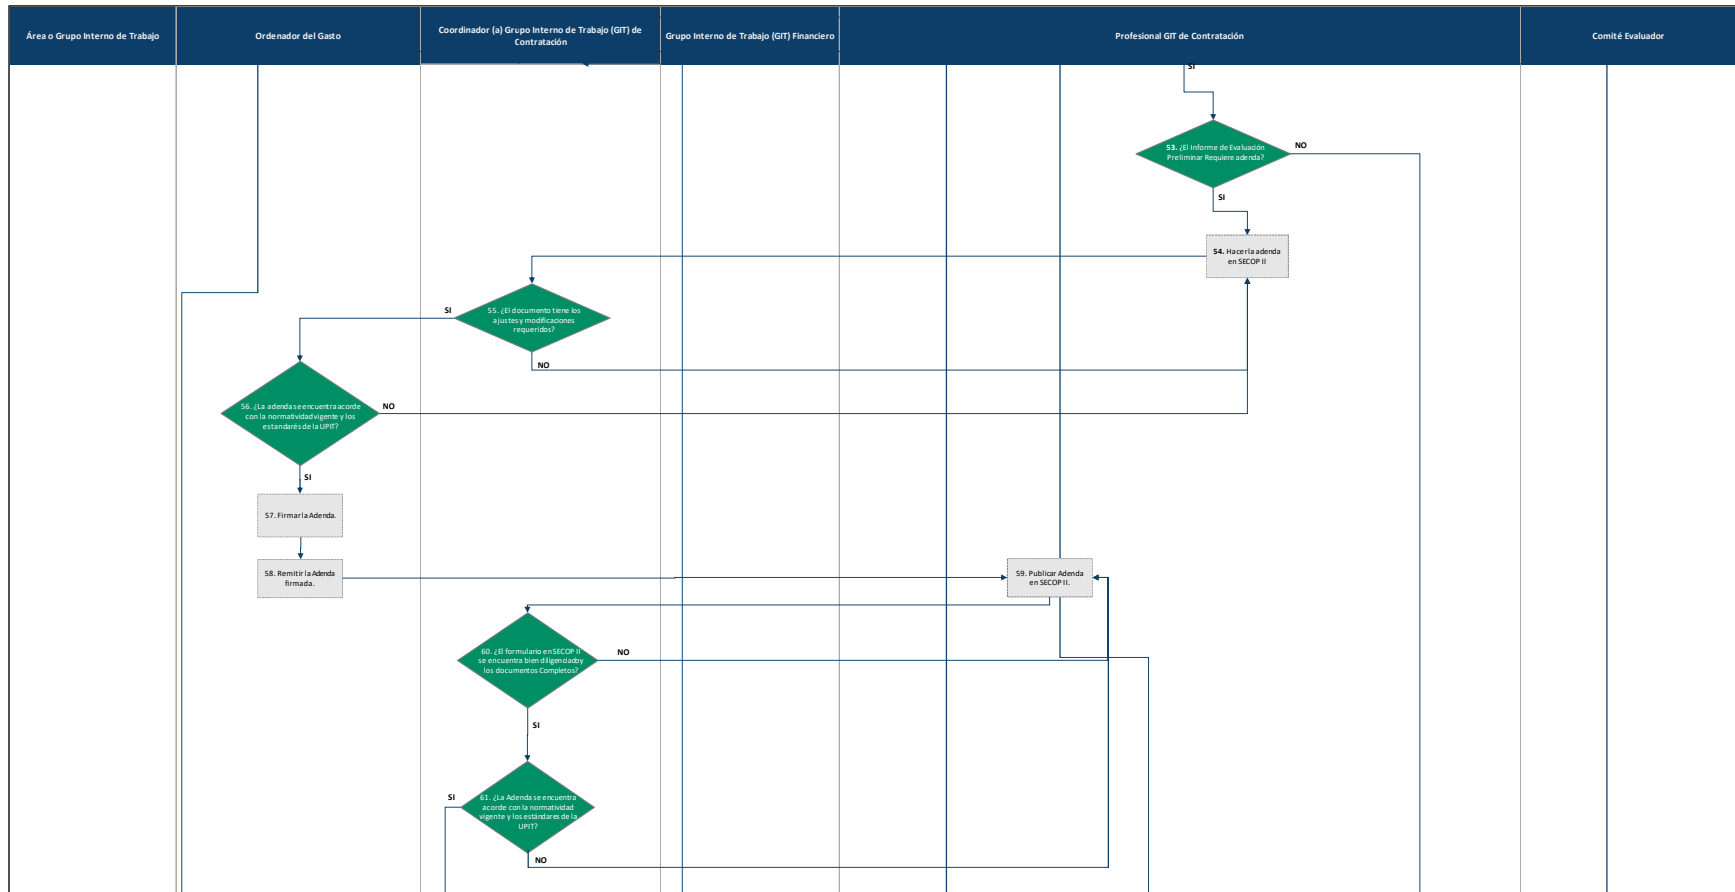 Área o Grupo Interno de Trabajo
Ordenador del Gasto
Coordinador (a) Grupo Interno de Trabajo (GIT) de
Contratación
Grupo Interno de Trabajo (GIT) Financiero
Profesional GIT de Contratación
Comité Evaluador
SI
53. ¿El Informe de Evaluación
Preliminar Requiere adenda?
NO
SI
54. Hacer la adenda
en SECOP II
55. ¿El documento tiene los
ajustes y modificaciones
requeridos?
SI
NO
56. ¿La adenda se encuentra acorde
con la normatividad vigente y los
estandarés de la UPIT?
NO
SI
57. Firmar la Adenda.
58. Remitir la Adenda
firmada.
59. Publicar Adenda
en SECOP II.
60. ¿El formulario en SECOP II
se encuentra bien diligenciado y
los documentos Completos?
NO
SI
61. ¿La Adenda se encuentra
acorde con la normatividad
vigente y los estándares de la
UPIT?
SI
NO